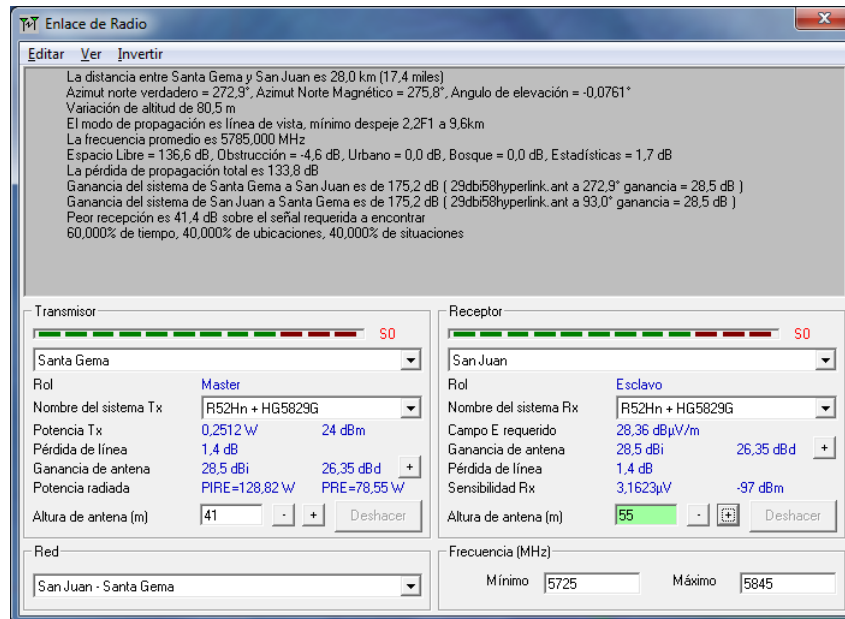 Enlace de Radio
Editar Ver Invertir
La distancia entre Santa Gema y San Juan es 28,0 km (17,4 miles)
Azimut norte verdadero = 272,9°, Azimut Norte Magnético = 275,8°, Angulo de elevación = -0,0761°
Variación de altitud de 80,5 m
El modo de propagación es línea de vista, mínimo despeje 2,2F1 a 9,6km
La frecuencia promedio es 5785,000 MHz
Espacio Libre = 136,6 dB, Obstrucción = -4,6 dB, Urbano = 0,0 dB, Bosque = 0,0 dB, Estadísticas = 1,7 dB
La pérdida de propagación total es 133,8 dB
Ganancia del sistema de Santa Gema a San Juan es de 175,2 dB ( 29dbi58hyperlink.ant a 272,9° ganancia = 28,5 dB )
Ganancia del sistema de San Juan a Santa Gema es de 175,2 dB ( 29dbi58hyperlink.ant a 93,0° ganancia = 28,5 dB )
Peor recepción es 41,4 dB sobre el señal requerida a encontrar
60,000% de tiempo, 40,000% de ubicaciones, 40,000% de situaciones
Transmisor
S0
Santa Gema
Rol Master
Nombre del sistema Tx R52Hn + HG5829G
Potencia Tx 0,2512 W 24 dBm
Pérdida de línea 1,4 dB
Ganancia de antena 28,5 dBi 26,35 dBd +
Potencia radiada PIRE=128,82 W PRE=78,55 W
Altura de antena (m) 41 - + Deshacer
Receptor
S0
San Juan
Rol Esclavo
Nombre del sistema Rx R52Hn + HG5829G
Campo E requerido 28,36 dBµV/m
Ganancia de antena 28,5 dBi 26,35 dBd +
Pérdida de línea 1,4 dB
Sensibilidad Rx 3,1623µV -97 dBm
Altura de antena (m) 55 - + Deshacer
Red
San Juan - Santa Gema
Frecuencia (MHz)
Mínimo 5725 Máximo 5845